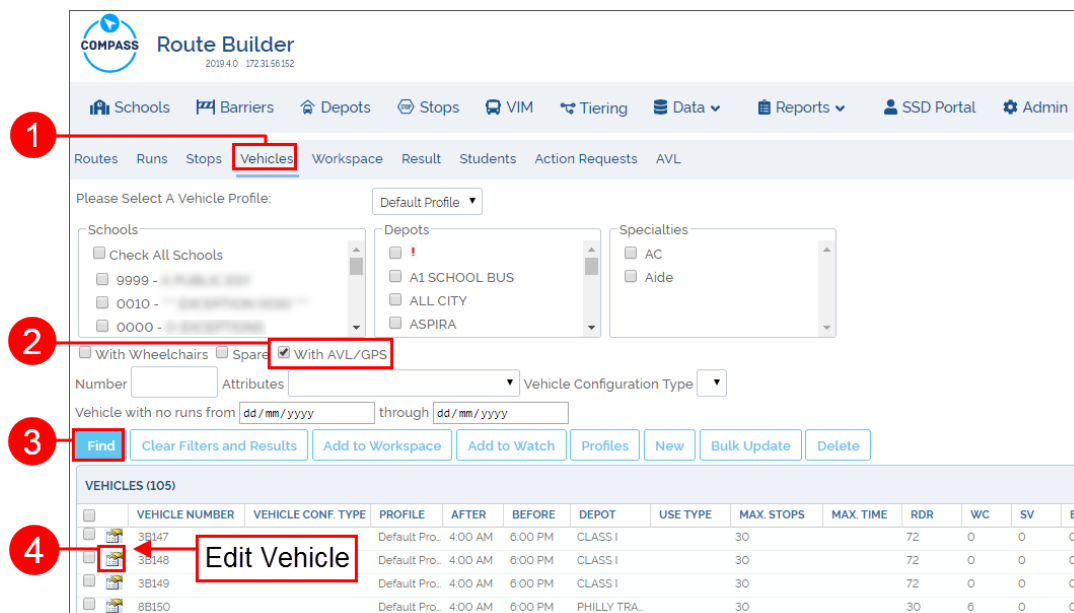 COMPASS
Route Builder
2019.4.0 172.31.56.152
Schools Barriers Depots Stops VIM Tiering Data Reports SSD Portal Admin
1
Routes Runs Stops Vehicles Workspace Result Students Action Requests AVL
Please Select A Vehicle Profile: Default Profile
Schools Depots Specialties
Check All Schools ! AC
9999 - A1 SCHOOL BUS Aide
0010 - ALL CITY
0000 - ASPIRA
2
With Wheelchairs Spare With AVL/GPS
Number Attributes Vehicle Configuration Type
Vehicle with no runs from dd/mm/yyyy through dd/mm/yyyy
3
Find Clear Filters and Results Add to Workspace Add to Watch Profiles New Bulk Update Delete
VEHICLES (105)
VEHICLE NUMBER VEHICLE CONF. TYPE PROFILE AFTER BEFORE DEPOT USE TYPE MAX. STOPS MAX. TIME RDR WC SV
3B147 Default Pro... 4:00 AM 6:00 PM CLASS I 30 72 0 0
4
Edit Vehicle
3B148 Default Pro... 4:00 AM 6:00 PM CLASS I 30 72 0 0
3B149 Default Pro... 4:00 AM 6:00 PM CLASS I 30 72 0 0
8B150 Default Pro... 4:00 AM 6:00 PM PHILLY TRA... 30 30 6 0